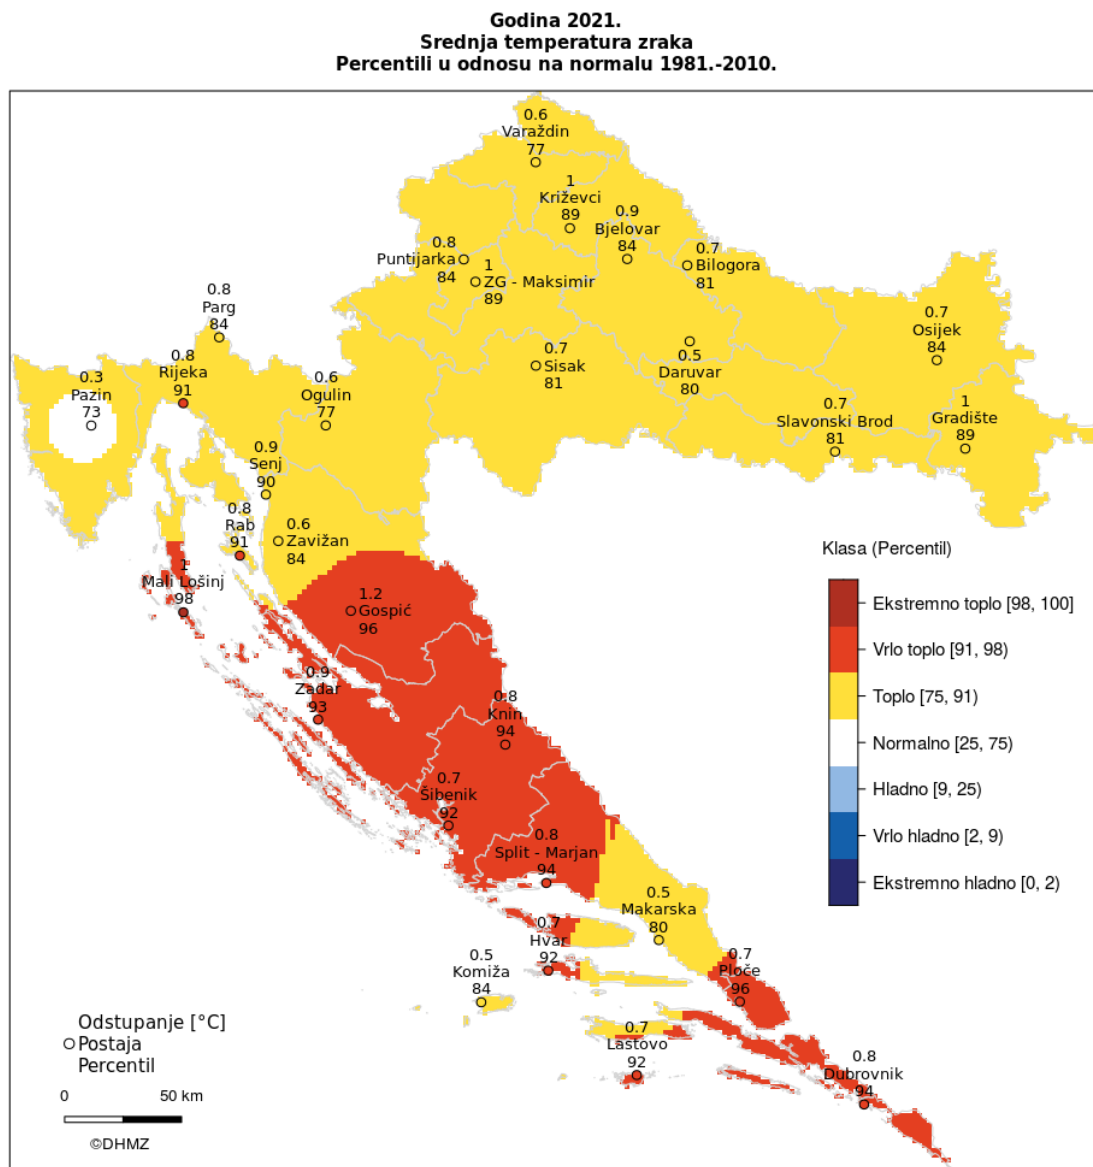 Godina 2021.
Srednja temperatura zraka
Percentili u odnosu na normalu 1981.-2010.
0.6
Varaždin
77
1
Križevci
89
0.9
Bjelovar
84
0.8
Puntijarka
84
1
ZG - Maksimir
89
0.7
Bilogora
81
0.8
Parg
84
0.7
Osijek
84
0.3
Pazin
73
0.8
Rijeka
91
0.6
Ogulin
77
0.7
Sisak
81
0.5
Daruvar
80
0.7
Slavonski Brod
81
1
Gradište
89
0.9
Senj
90
0.8
Rab
91
0.6
Zavižan
84
1
Mali Lošinj
98
1.2
Gospić
96
0.9
Zadar
93
0.8
Knin
94
0.7
Šibenik
92
0.8
Split - Marjan
94
0.5
Makarska
80
0.7
Hvar
92
0.5
Komiža
84
0.7
Ploče
96
0.7
Lastovo
92
0.8
Dubrovnik
94
Klasa (Percentil)
Ekstremno toplo [98, 100]
Vrlo toplo [91, 98)
Toplo [75, 91)
Normalno [25, 75)
Hladno [9, 25)
Vrlo hladno [2, 9)
Ekstremno hladno [0, 2)
Odstupanje [°C]
Postaja
Percentil
0 50 km
©DHMZ